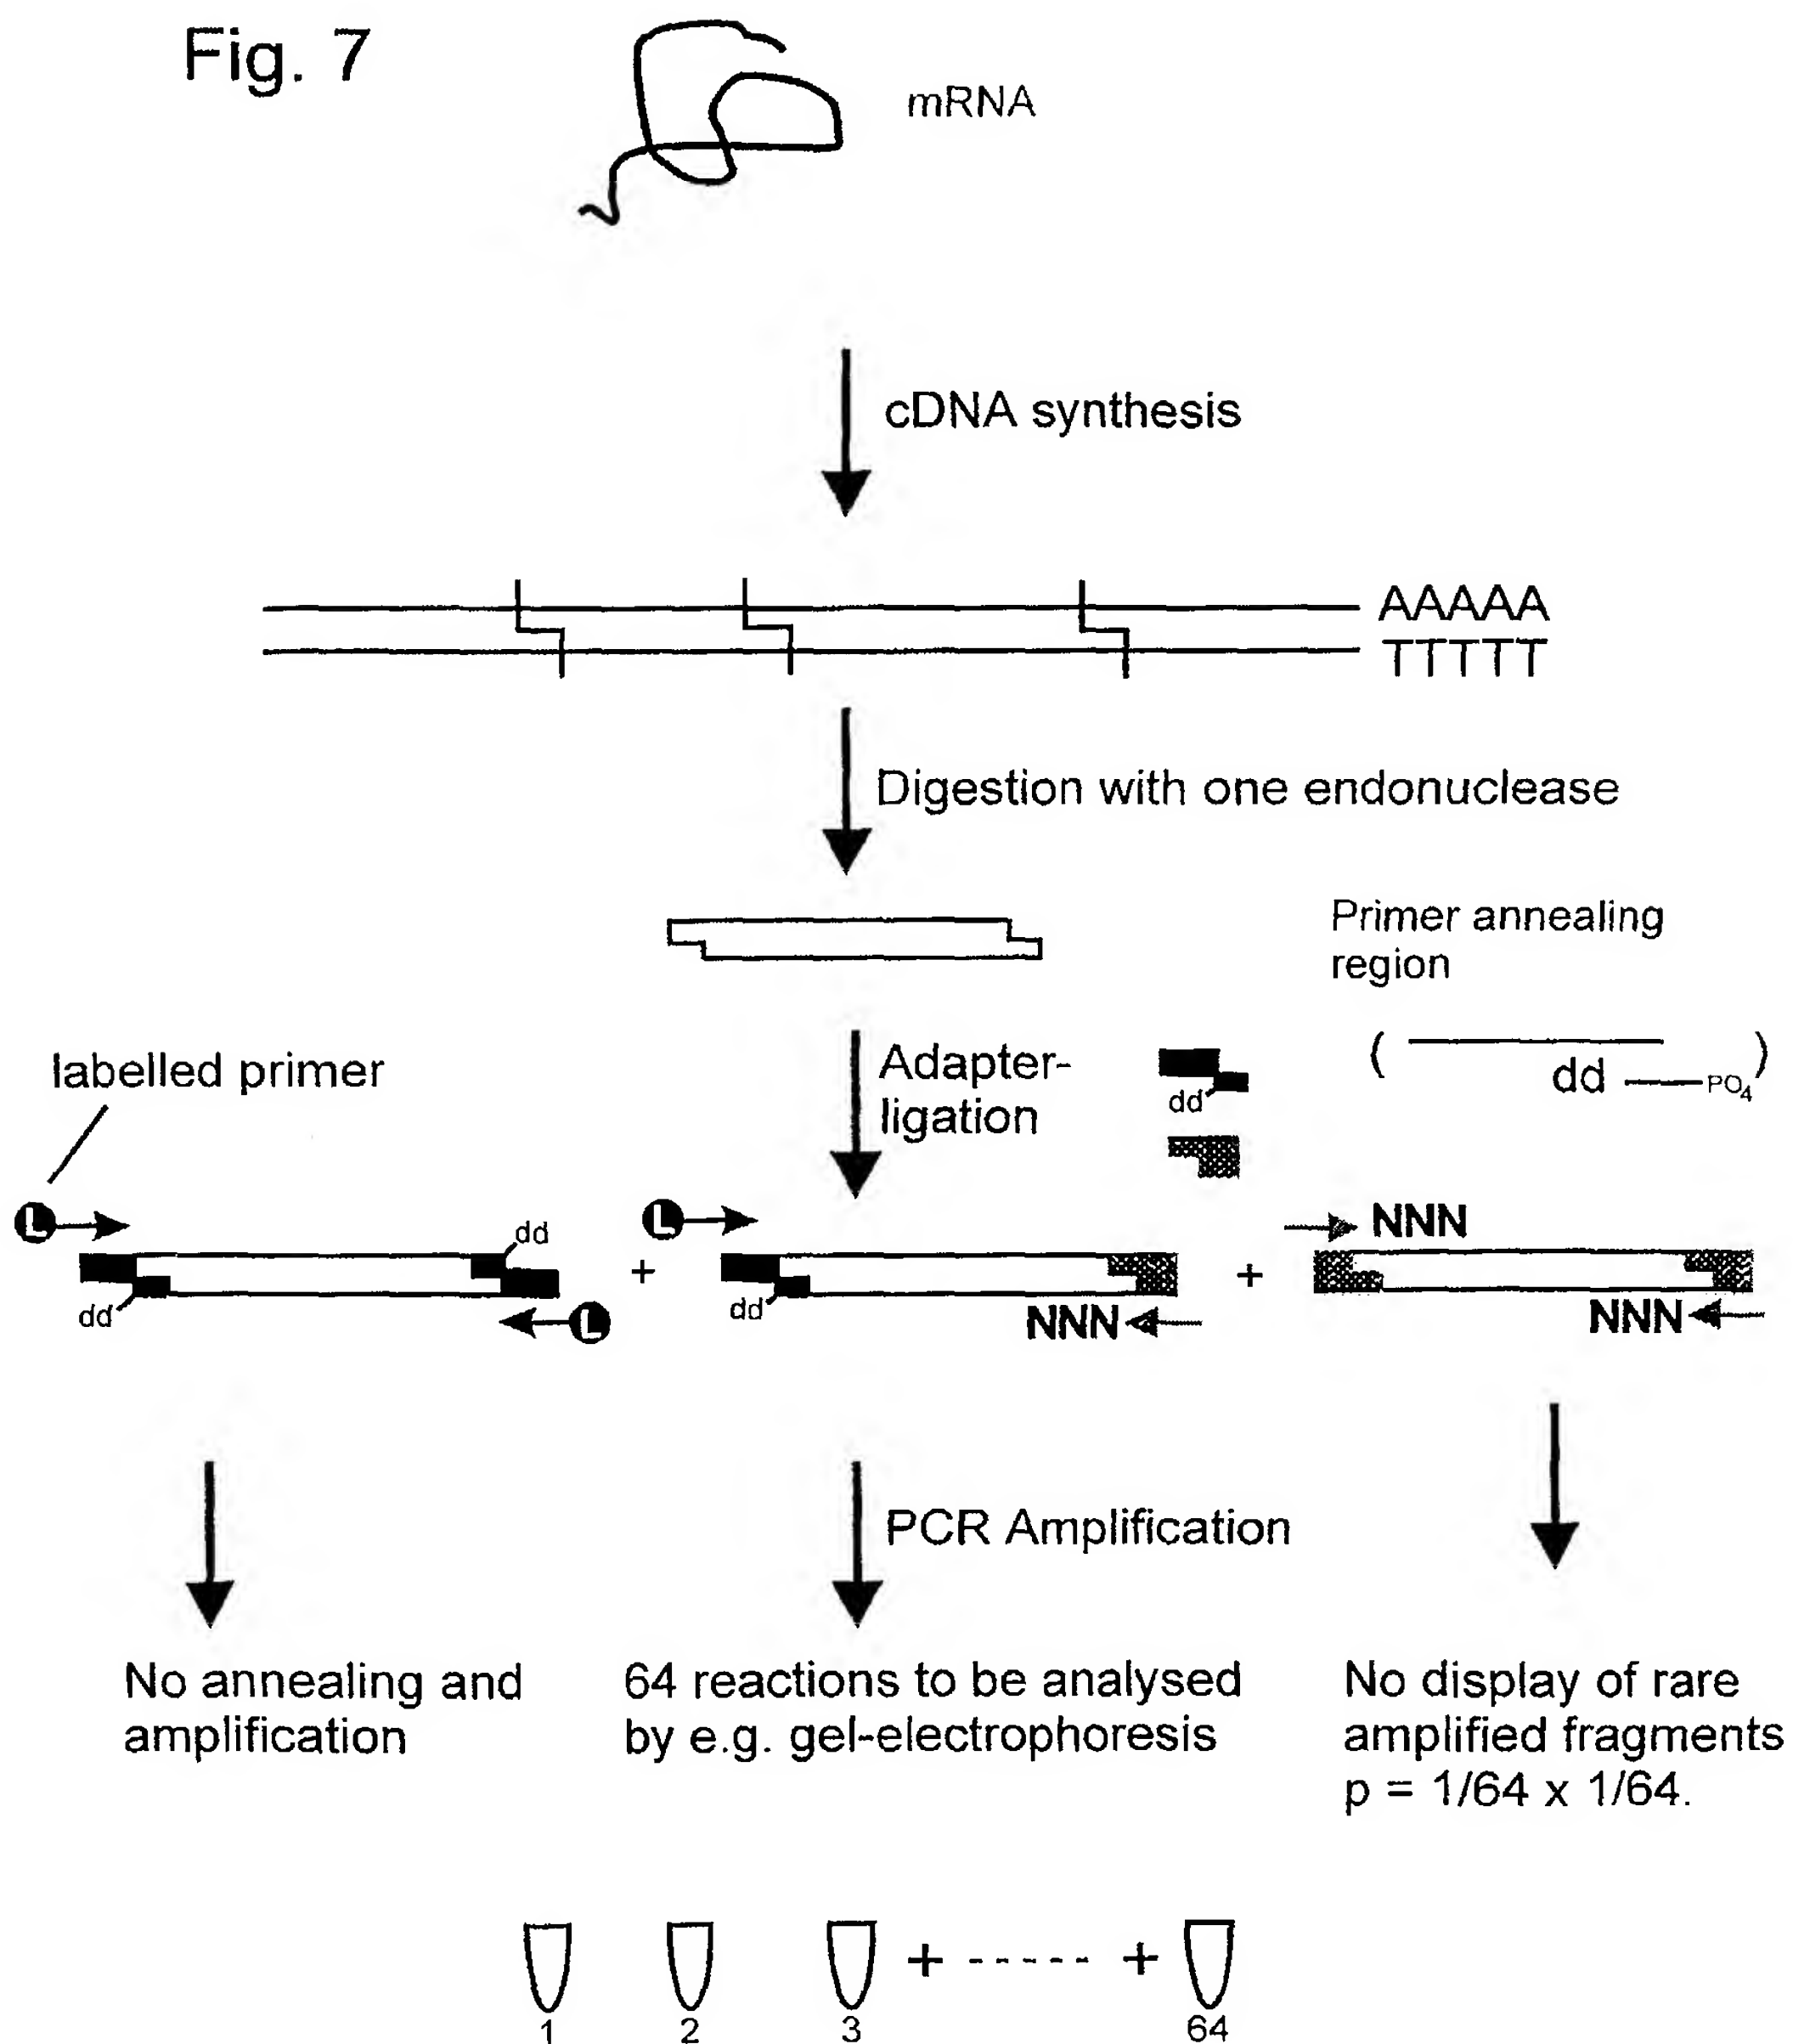 Fig. 7
mRNA
cDNA synthesis
AAAAA
TTTTT
Digestion with one endonuclease
Primer annealing
region
labelled primer
Adapter-
ligation
dd
( dd PO4 )
L
dd
dd
L
+
L
dd
NNN
+
NNN
NNN
PCR Amplification
No annealing and
amplification
64 reactions to be analysed
by e.g. gel-electrophoresis
No display of rare
amplified fragments
p = 1/64 x 1/64.
+ ----- +
1 2 3 64